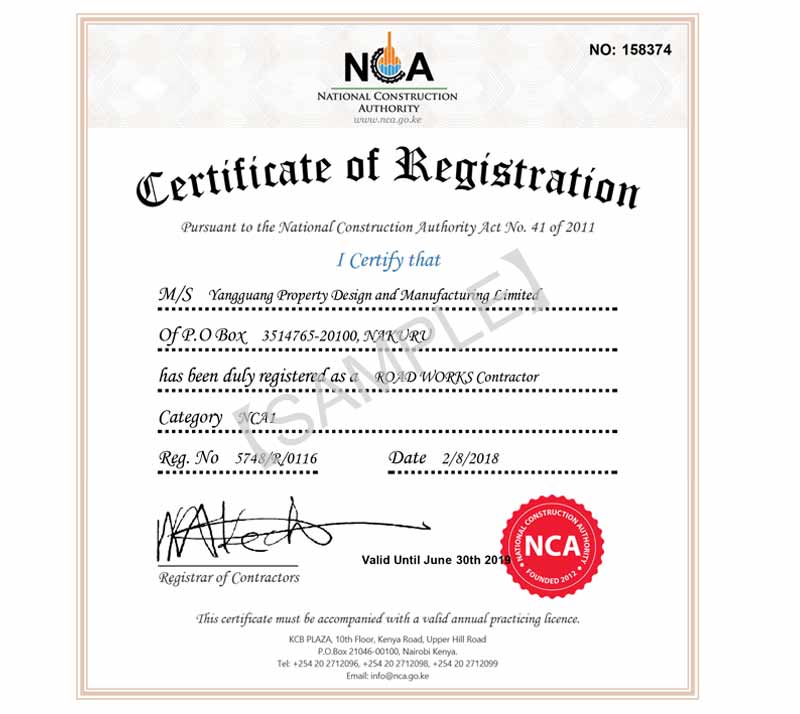 NO: 158374
NCA
NATIONAL CONSTRUCTION
AUTHORITY
www.nca.go.ke
Certificate of Registration
Pursuant to the National Construction Authority Act No. 41 of 2011
I Certify that
M/S Yangguang Property Design and Manufacturing Limited
Of P.O Box 3514765-20100, NAKURU
has been duly registered as a ROAD WORKS Contractor
Category NCA1
Reg. No 5748/R/0116 Date 2/8/2018
【SAMPLE】
Valid Until June 30th 2019
Registrar of Contractors
NATIONAL CONSTRUCTION AUTHORITY
NCA
FOUNDED 2012
This certificate must be accompanied with a valid annual practicing licence.
KCB PLAZA, 10th Floor, Kenya Road, Upper Hill Road
P.O.Box 21046-00100, Nairobi Kenya.
Tel: +254 20 2712096, +254 20 2712098, +254 20 2712099
Email: info@nca.go.ke